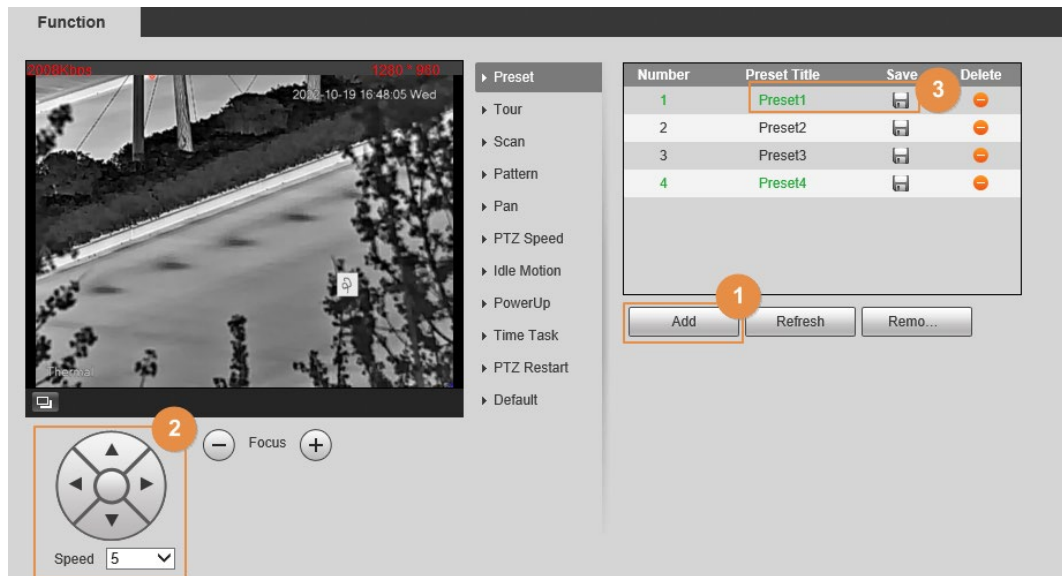 Function
2008Kbps
1280 * 960
2023-10-19 16:48:05 Wed
Thermal
Preset
Tour
Scan
Pattern
Pan
PTZ Speed
Idle Motion
PowerUp
Time Task
PTZ Restart
Default
Number Preset Title Save Delete
1 Preset1
2 Preset2
3 Preset3
4 Preset4
3
1
Add Refresh Remo...
2
Focus
Speed 5